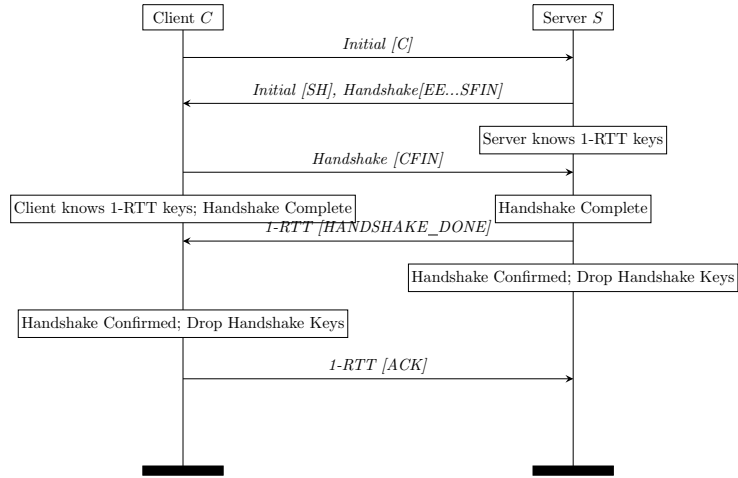 Client C
Server S
Initial [C]
Initial [SH], Handshake[EE...SFIN]
Server knows 1-RTT keys
Handshake [CFIN]
Client knows 1-RTT keys; Handshake Complete
Handshake Complete
1-RTT [HANDSHAKE_DONE]
Handshake Confirmed; Drop Handshake Keys
Handshake Confirmed; Drop Handshake Keys
1-RTT [ACK]